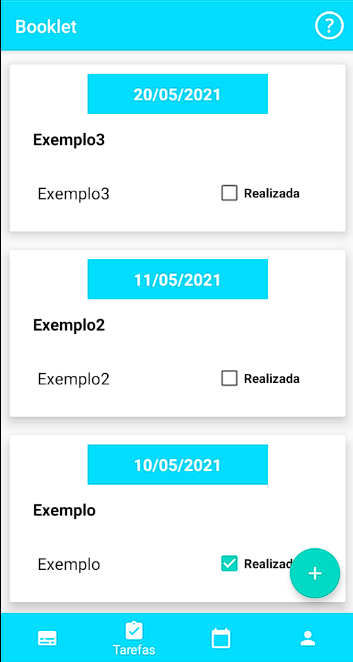 Booklet
?
20/05/2021
Exemplo3
Exemplo3 Realizada
11/05/2021
Exemplo2
Exemplo2 Realizada
10/05/2021
Exemplo
Exemplo
Tarefas